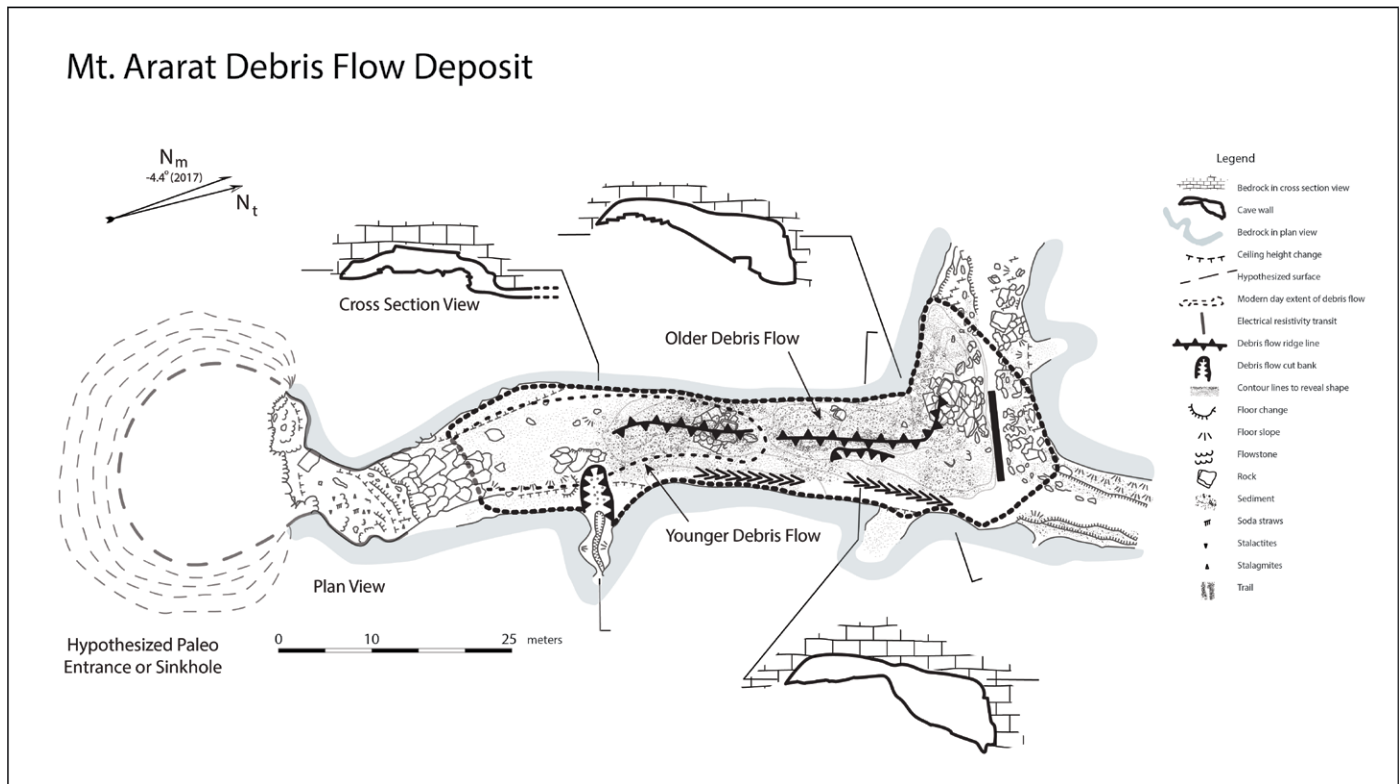 Mt. Ararat Debris Flow Deposit
Nm
-4.4° (2017)
Nt
Cross Section View
Older Debris Flow
Younger Debris Flow
Plan View
Hypothesized Paleo
Entrance or Sinkhole
0 10 25 meters
Legend
Bedrock in cross section view
Cave wall
Bedrock in plan view
Ceiling height change
Hypothesized surface
Modern day extent of debris flow
Electrical resistivity transit
Debris flow ridge line
Debris flow cut bank
Contour lines to reveal shape
Floor change
Floor slope
Flowstone
Rock
Sediment
Soda straws
Stalactites
Stalagmites
Trail